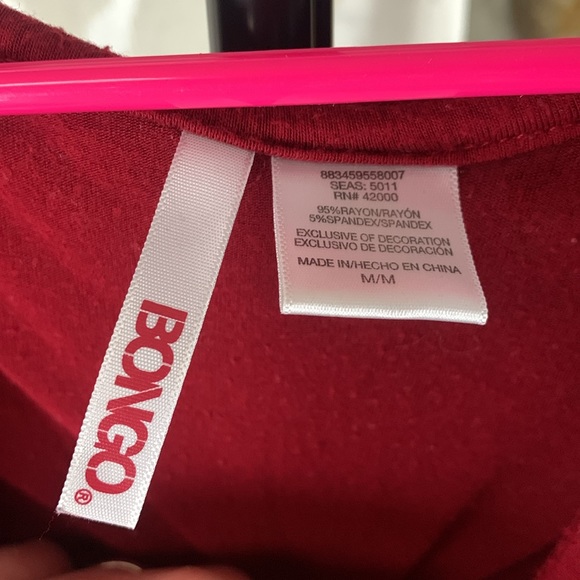 BONGO®
883459558007
SEAS: 5011
RN# 42000
95%RAYON/RAYÓN
5%SPANDEX/SPANDEX
EXCLUSIVE OF DECORATION
EXCLUSIVO DE DECORACIÓN
MADE IN/HECHO EN CHINA
M/M